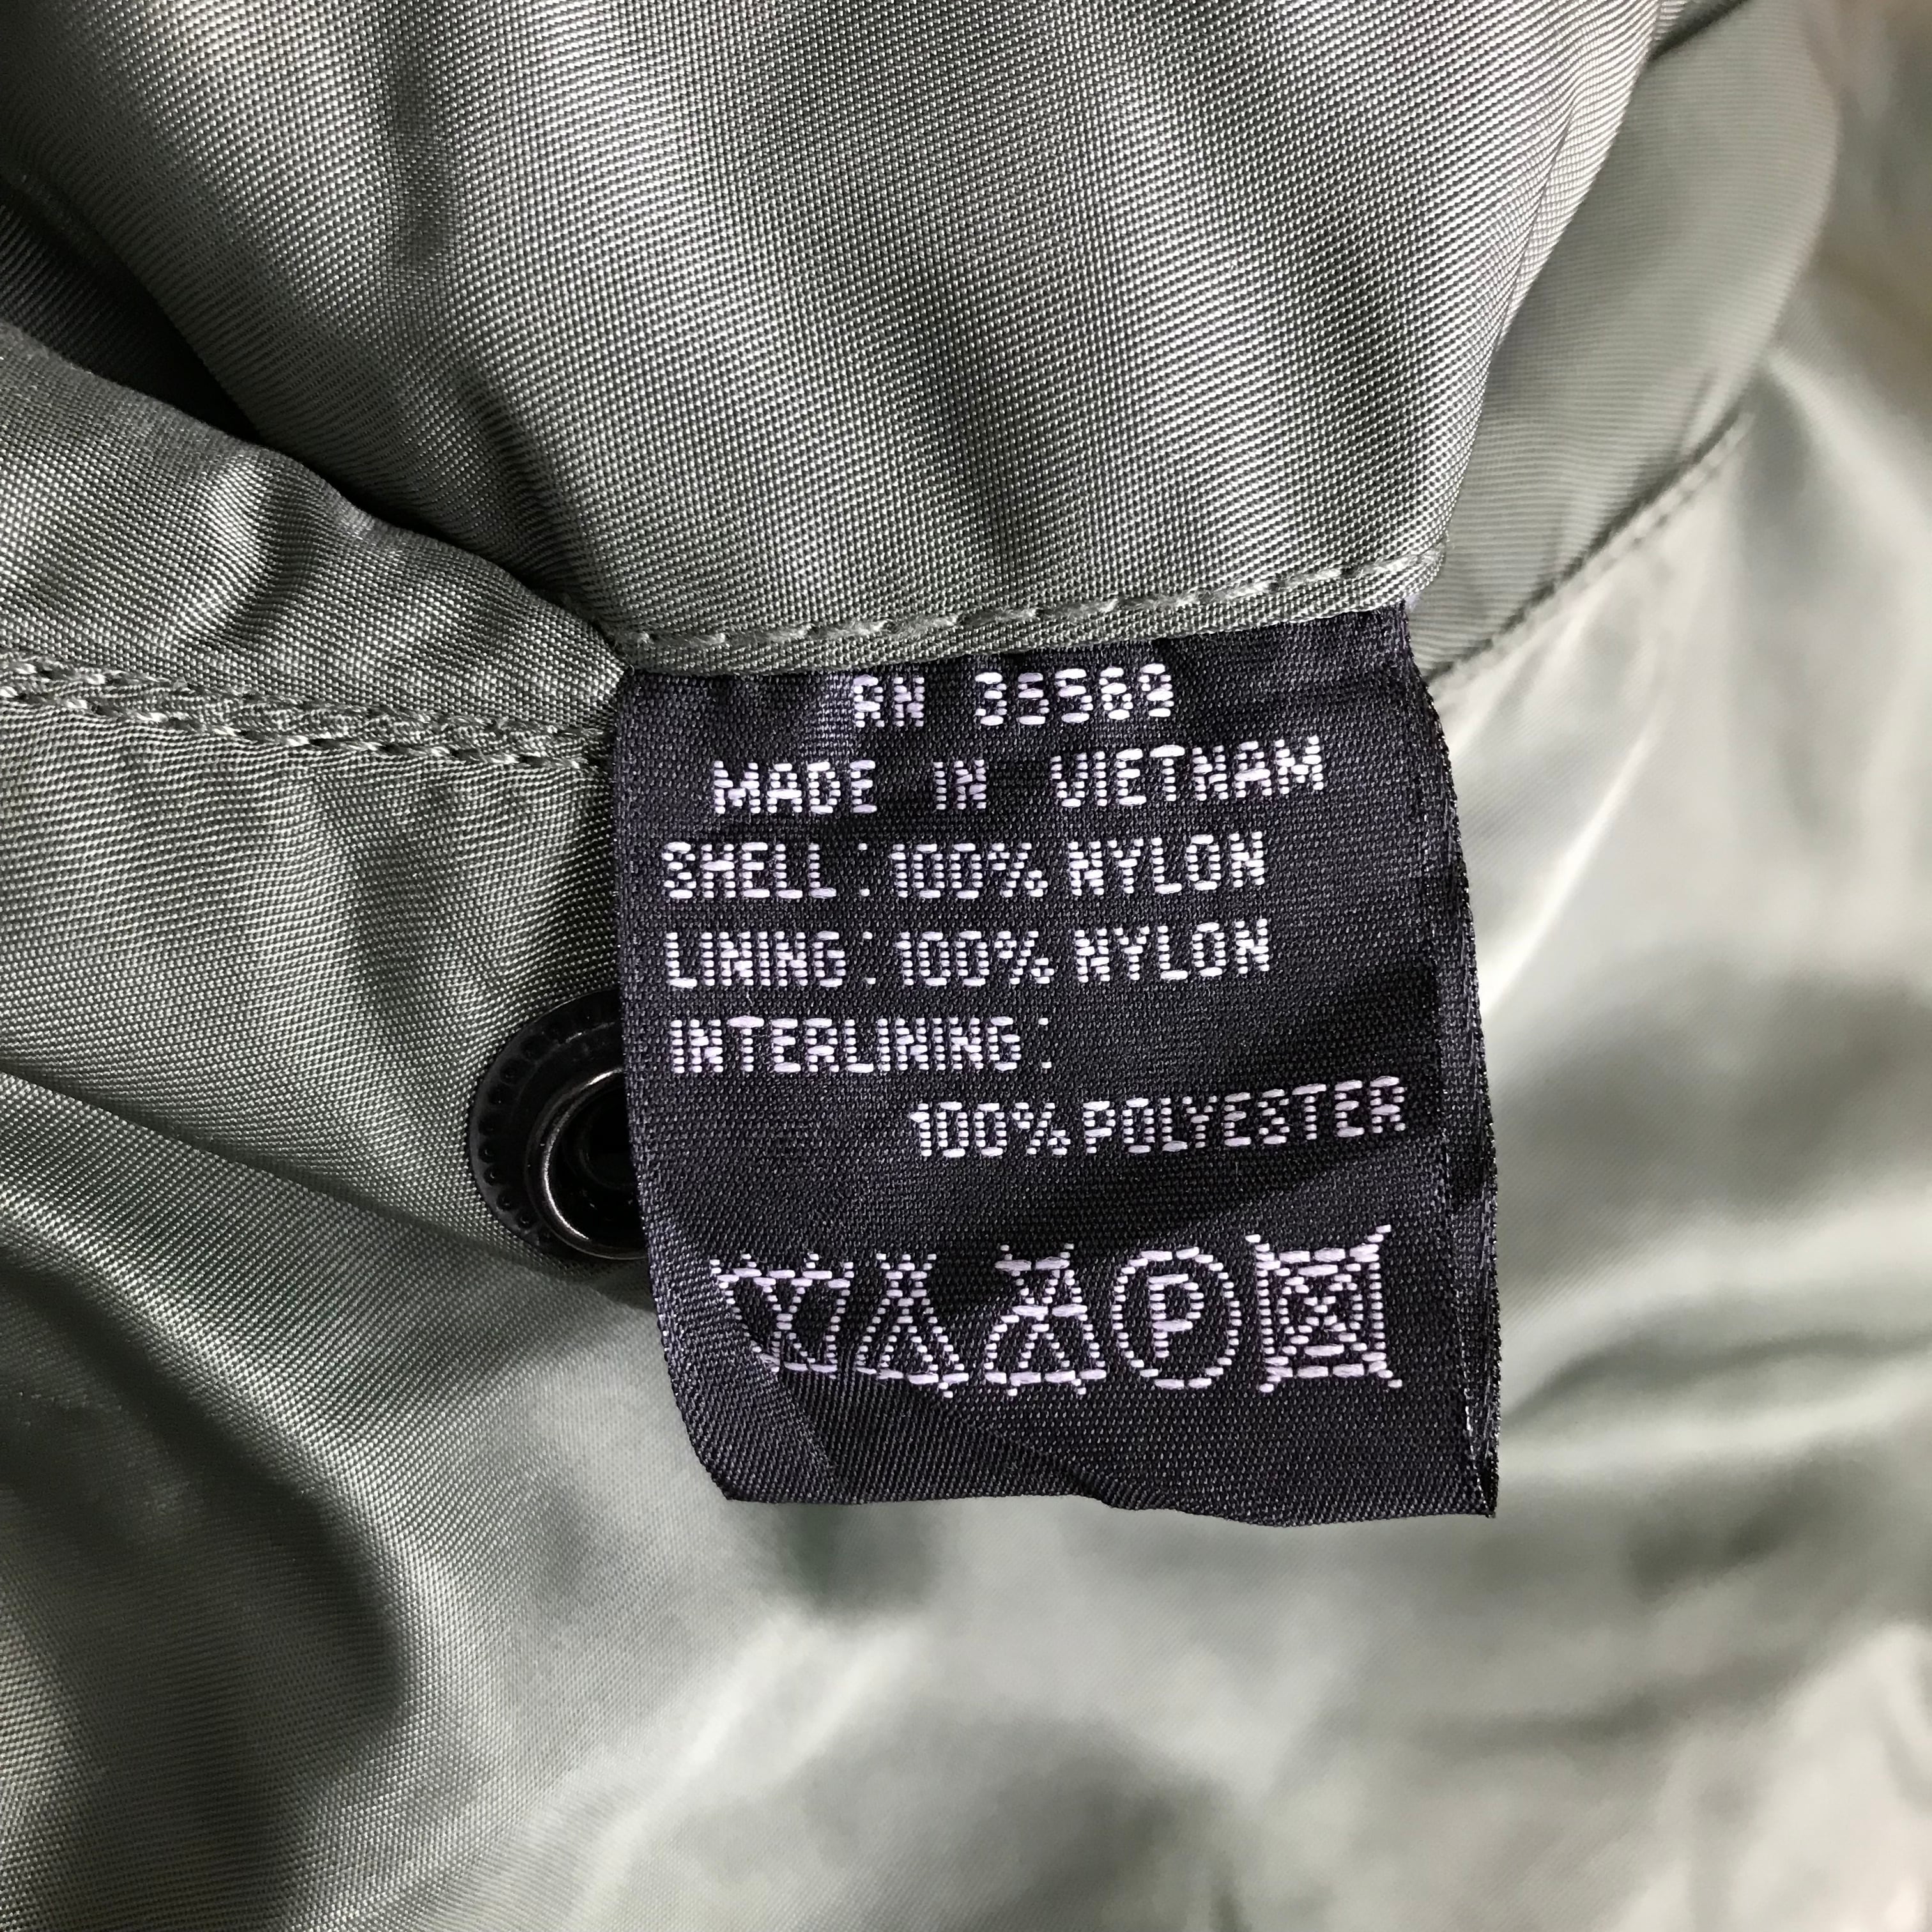 RN 35569
MADE IN VIETNAM
SHELL : 100% NYLON
LINING : 100% NYLON
INTERLINING :
100% POLYESTER
P